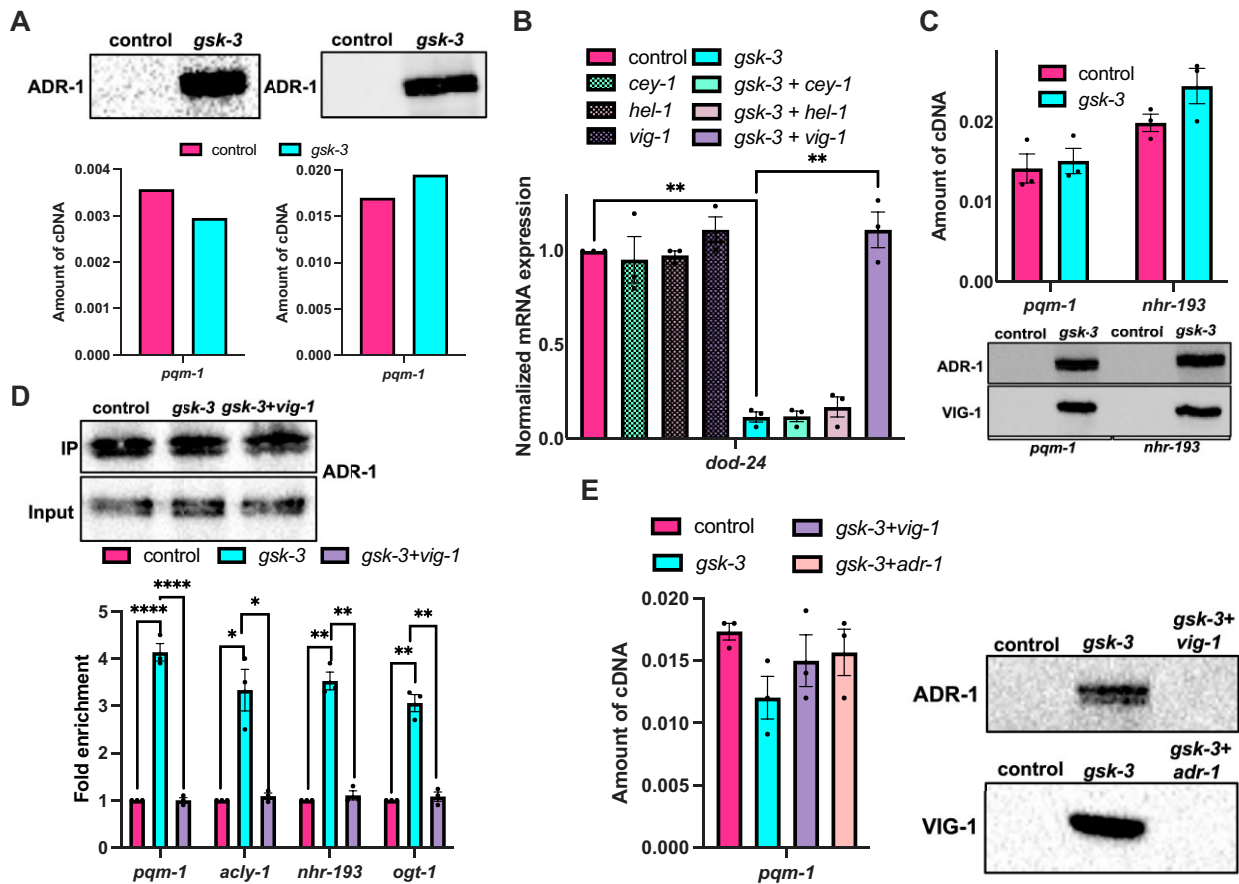 A
control gsk-3
ADR-1
control gsk-3
ADR-1
control gsk-3
Amount of cDNA
0.004
0.003
0.002
0.001
0.000
pqm-1
Amount of cDNA
0.020
0.015
0.010
0.005
0.000
pqm-1
B
control gsk-3
cey-1 gsk-3 + cey-1
hel-1 gsk-3 + hel-1
vig-1 gsk-3 + vig-1
Normalized mRNA expression
1.0
0.5
0.0
** **
dod-24
C
control
gsk-3
Amount of cDNA
0.02
0.01
0.00
pqm-1 nhr-193
control gsk-3 control gsk-3
ADR-1
VIG-1
pqm-1 nhr-193
D
control gsk-3 gsk-3+vig-1
IP
Input
ADR-1
control gsk-3 gsk-3+vig-1
Fold enrichment
5
4
3
2
1
0
**** ****
* *
** **
** **
pqm-1 acly-1 nhr-193 ogt-1
E
control gsk-3+vig-1
gsk-3 gsk-3+adr-1
Amount of cDNA
0.020
0.015
0.010
0.005
0.000
pqm-1
control gsk-3 gsk-3+
vig-1
ADR-1
control gsk-3 gsk-3+
adr-1
VIG-1